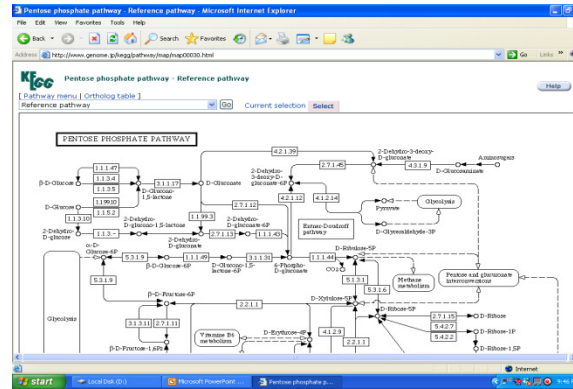 Pentose phosphate pathway - Reference pathway - Microsoft Internet Explorer
File Edit View Favorites Tools Help
Back Search Favorites
Address http://www.genome.jp/kegg/pathway/map/map00030.html Go Links
KEGG Pentose phosphate pathway - Reference pathway
Help
[ Pathway menu | Ortholog table ]
Reference pathway Go Current selection Select
PENTOSE PHOSPHATE PATHWAY
4.2.1.39
2-Dehydro-3-deoxy-
D-gluconate
Aminosugars
2.7.1.45
4.3.1.9
D-Glucosaminate
1.1.1.47
1.1.3.4
1.1.3.5
β-D-Glucose
D-Glucono-
1,5-lactone
3.1.1.17
D-Gluconate
2-Dehydro-
3-deoxy-D-
gluconate-6P
D-Glucose
1.1.99.10
1.1.5.2
1.1.3.10
2.7.1.12
4.2.1.12
4.2.1.14
Glycolysis
Pyruvate
1.1.99.3
2-Dehydro-
D-glucose
1.1.3.-
2-Dehydro-
D-gluconate
2.7.1.13
2-Dehydro-
D-gluconate-6P
1.1.1.43
Entner-Doudoroff
pathway
D-Glyceraldehyde-3P
α-D-
Glucose-6P
5.3.1.9
β-D-Glucose-6P
1.1.1.49
D-Glucono-1,5-
lactone-6P
3.1.1.31
6-Phospho-
D-gluconate
1.1.1.44
CO2
D-Ribulose-5P
5.3.1.9
5.1.3.1
5.3.1.6
Methane
metabolism
Pentose and glucuronate
interconversions
β-D-Fructose-6P
2.2.1.1
D-Xylulose-5P
D-Ribose-5P
Glycolysis
3.1.3.11
2.7.1.11
β-D-Fructose-1,6P2
Vitamine B6
metabolism
D-Erythrose-4P
4.1.2.9
2.2.1.1
2.7.1.15
D-Ribose
5.4.2.7
D-Ribose-1P
5.4.2.2
D-Ribose-1,5P
Internet
start Local Disk (D:) Microsoft PowerPoint ... Pentose phosphate p...